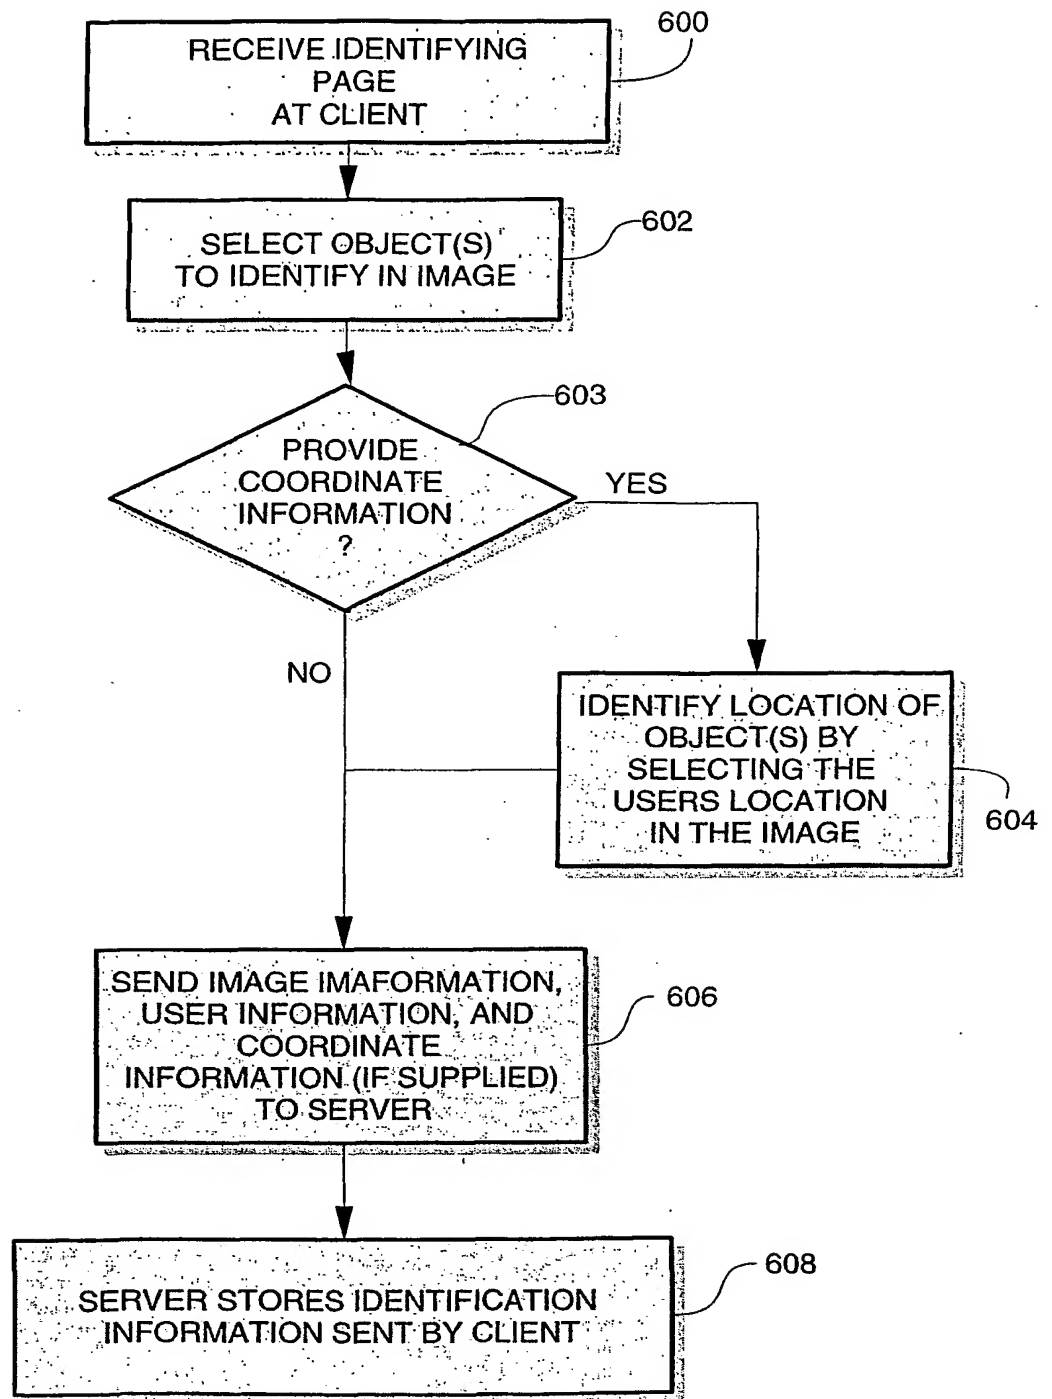 600
RECEIVE IDENTIFYING
PAGE
AT CLIENT
602
SELECT OBJECT(S)
TO IDENTIFY IN IMAGE
603
PROVIDE
COORDINATE
INFORMATION
?
YES
NO
IDENTIFY LOCATION OF
OBJECT(S) BY
SELECTING THE
USERS LOCATION
IN THE IMAGE
604
SEND IMAGE IMAFORMATION,
USER INFORMATION, AND
COORDINATE
INFORMATION (IF SUPPLIED)
TO SERVER
606
608
SERVER STORES IDENTIFICATION
INFORMATION SENT BY CLIENT